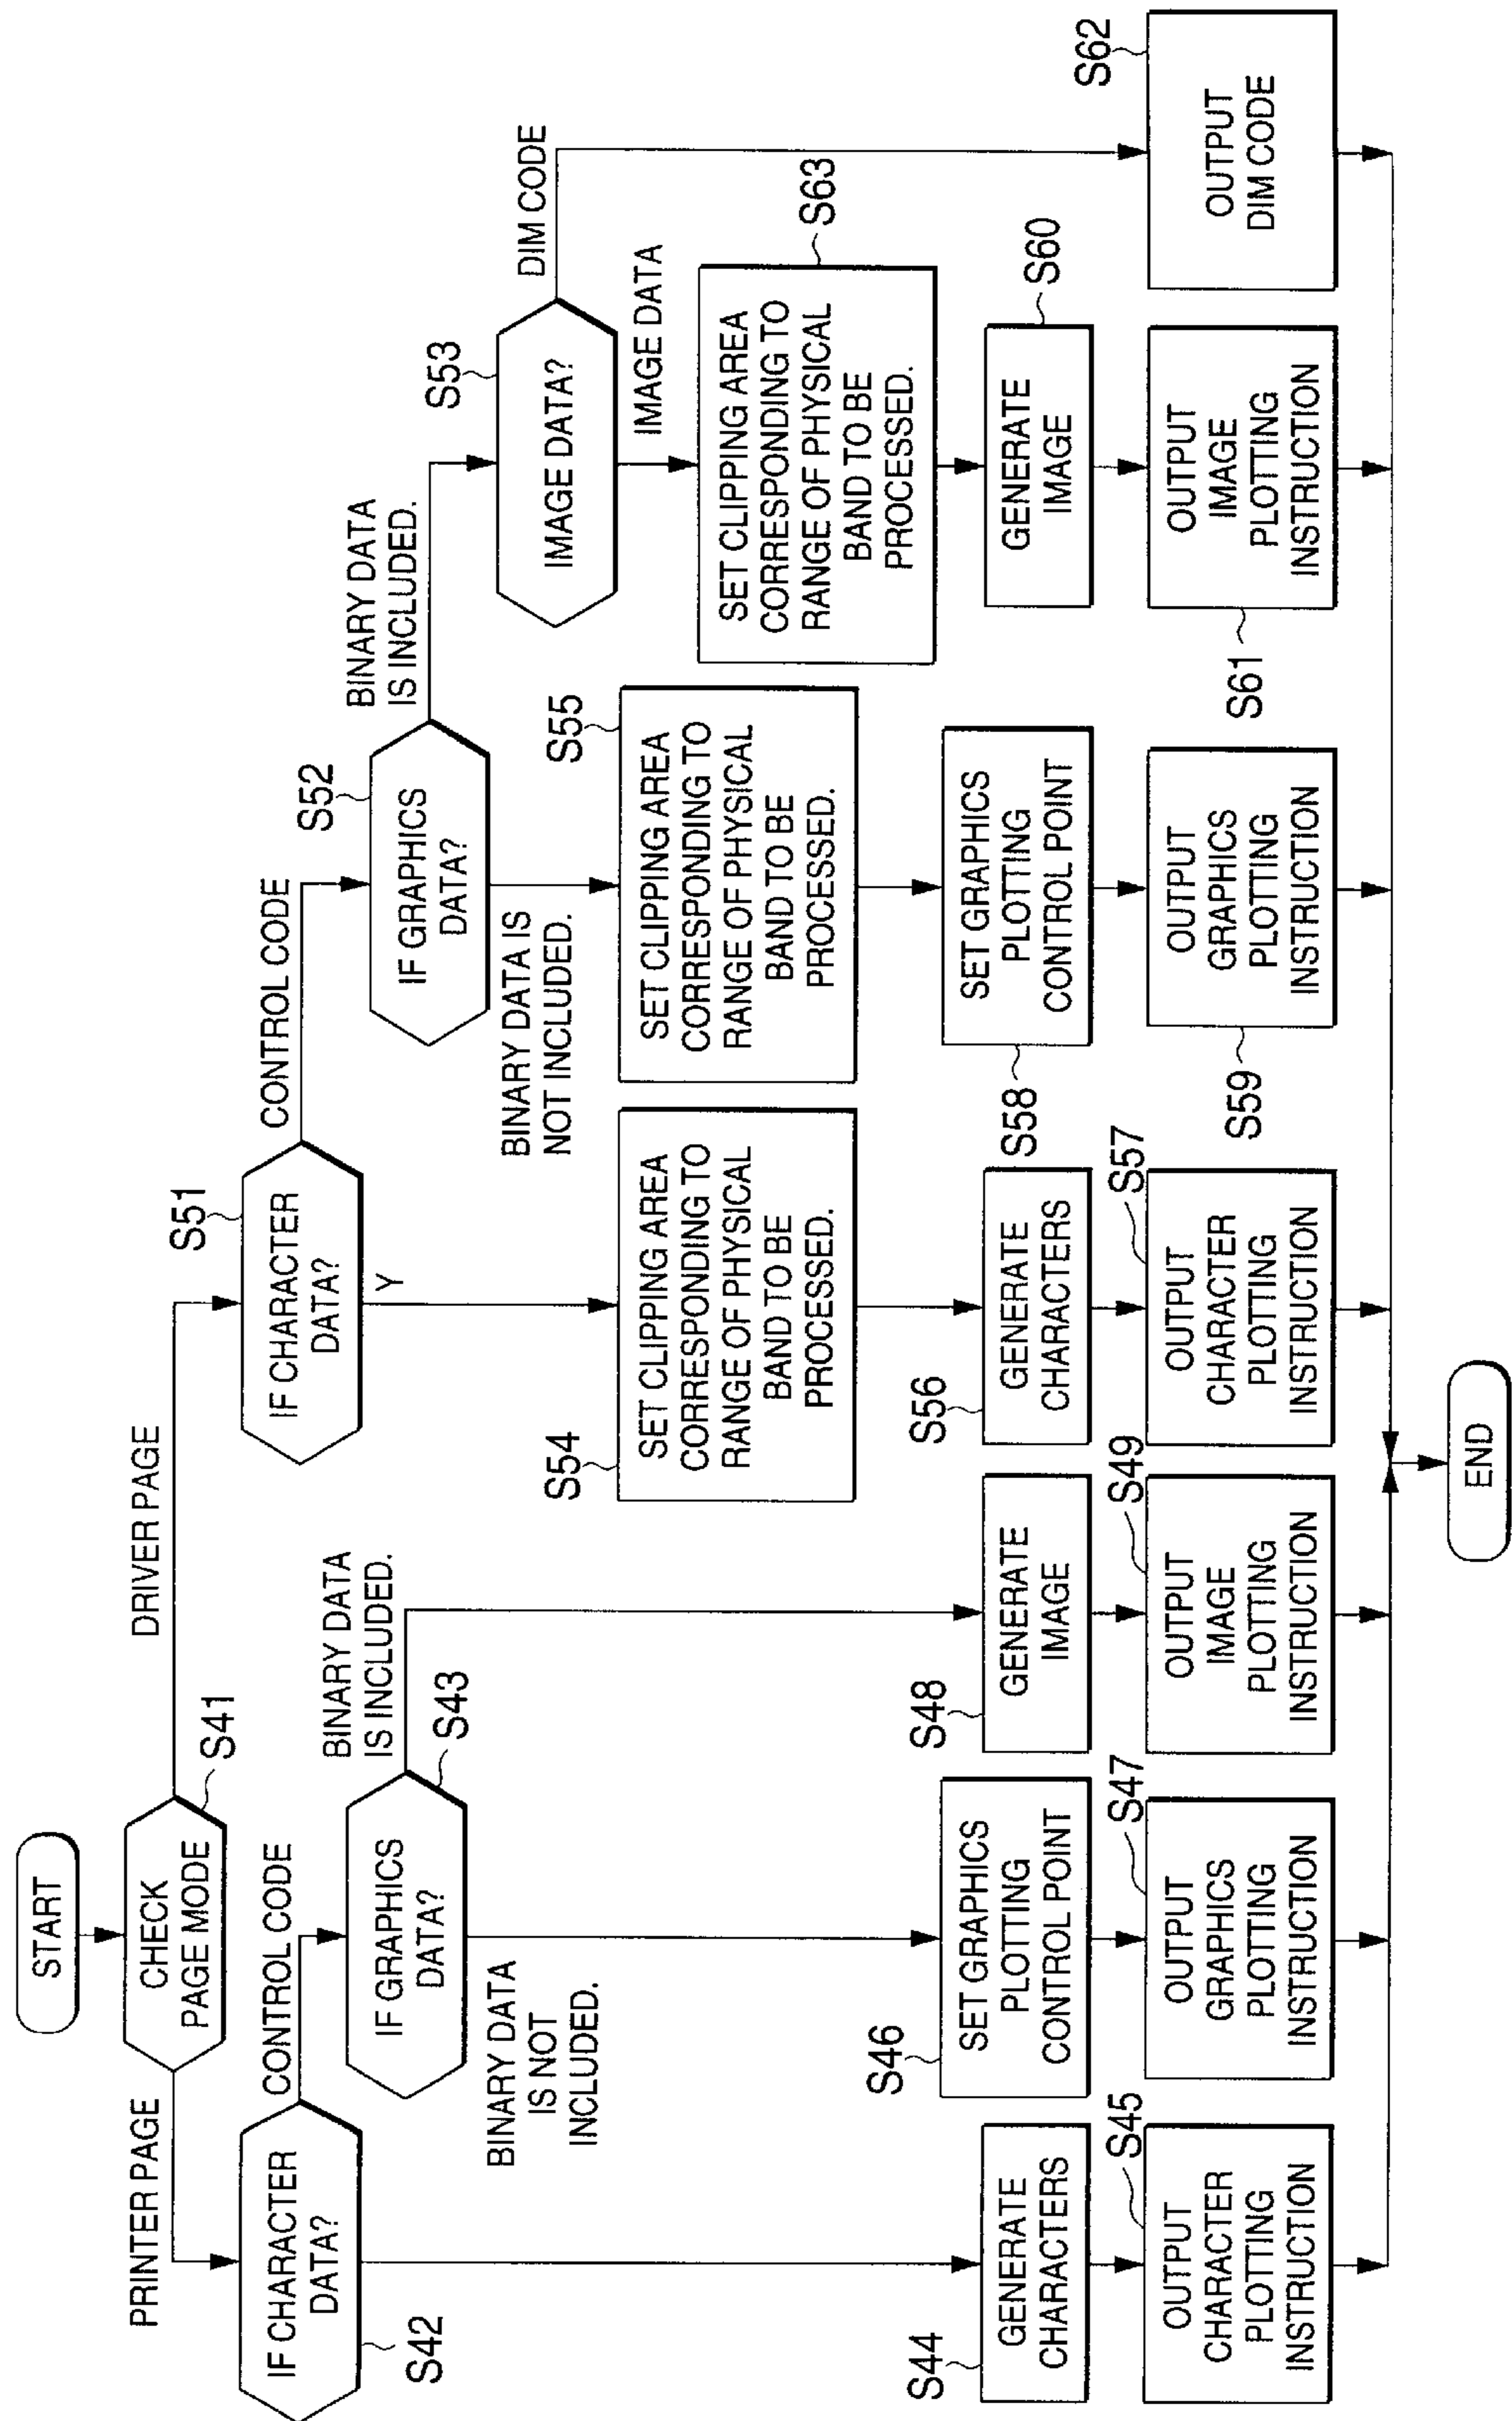 START
CHECK
PAGE MODE
S41
PRINTER PAGE
DRIVER PAGE
IF CHARACTER
DATA?
S42
CONTROL CODE
IF GRAPHICS
DATA?
S43
BINARY DATA
IS NOT
INCLUDED.
BINARY DATA
IS INCLUDED.
S44
GENERATE
CHARACTERS
S45
OUTPUT
CHARACTER
PLOTTING
INSTRUCTION
S46
SET GRAPHICS
PLOTTING
CONTROL POINT
S47
OUTPUT
GRAPHICS
PLOTTING
INSTRUCTION
S48
GENERATE
IMAGE
S49
OUTPUT
IMAGE
PLOTTING
INSTRUCTION
S51
IF CHARACTER
DATA?
Y
CONTROL CODE
S54
SET CLIPPING AREA
CORRESPONDING TO
RANGE OF PHYSICAL
BAND TO BE
PROCESSED.
S56
GENERATE
CHARACTERS
S57
OUTPUT
CHARACTER
PLOTTING
INSTRUCTION
S52
IF GRAPHICS
DATA?
BINARY DATA IS
NOT INCLUDED.
BINARY DATA
IS INCLUDED.
S55
SET CLIPPING AREA
CORRESPONDING TO
RANGE OF PHYSICAL
BAND TO BE
PROCESSED.
S58
SET GRAPHICS
PLOTTING
CONTROL POINT
S59
OUTPUT
GRAPHICS
PLOTTING
INSTRUCTION
S53
IMAGE DATA?
IMAGE DATA
DIM CODE
S63
SET CLIPPING AREA
CORRESPONDING TO
RANGE OF PHYSICAL
BAND TO BE
PROCESSED.
S60
GENERATE
IMAGE
S61
OUTPUT
IMAGE
PLOTTING
INSTRUCTION
S62
OUTPUT
DIM CODE
END